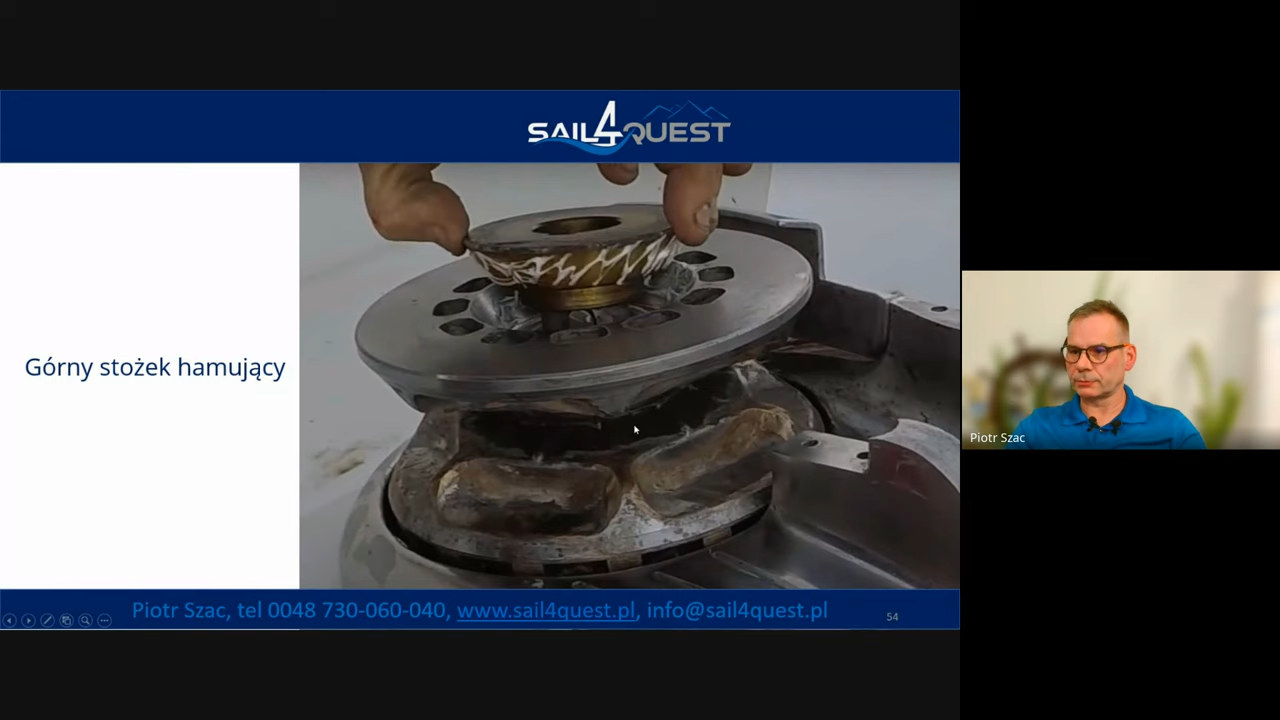 SAIL4QUEST
Górny stożek hamujący
Piotr Szac
Piotr Szac, tel 0048 730-060-040, www.sail4quest.pl, info@sail4quest.pl
54